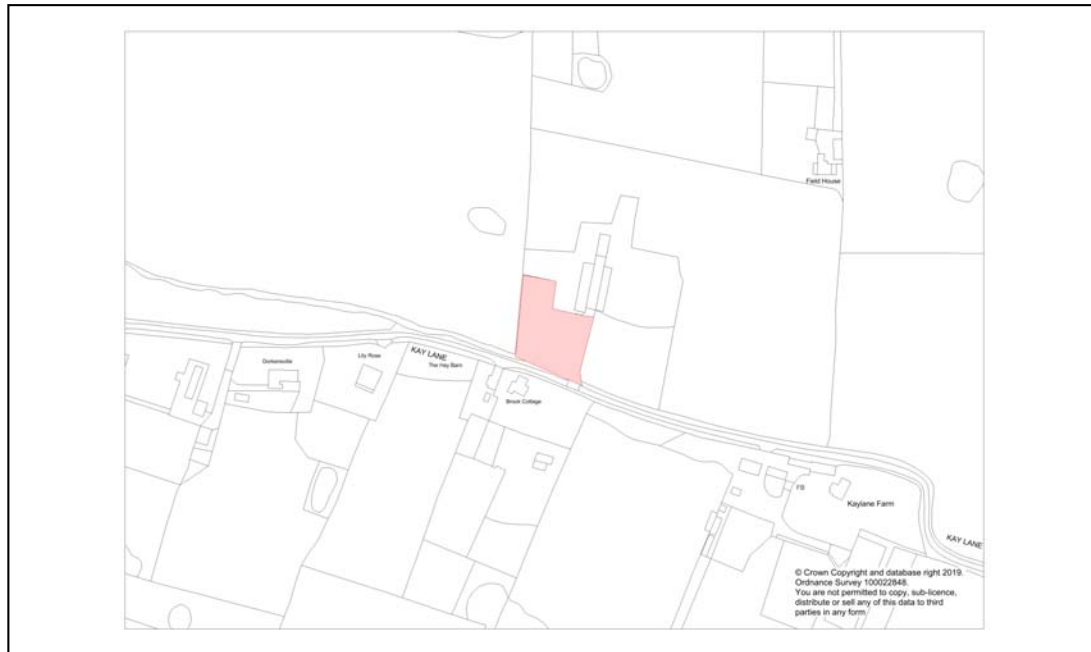 Field House
KAY LANE
Lily Rose
Dorkensville
The Hay Barn
Brook Cottage
FB
Kaylane Farm
KAY LANE
© Crown Copyright and database right 2019.
Ordnance Survey 100022848.
You are not permitted to copy, sub-licence,
distribute or sell any of this data to third
parties in any form.